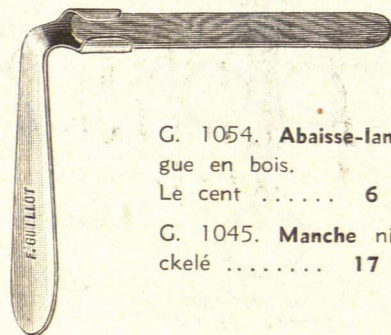 F. GUILLOT
G. 1054. Abaisse-lan
gue en bois.
Le cent ...... 6
G. 1045. Manche ni
ckelé ........ 17